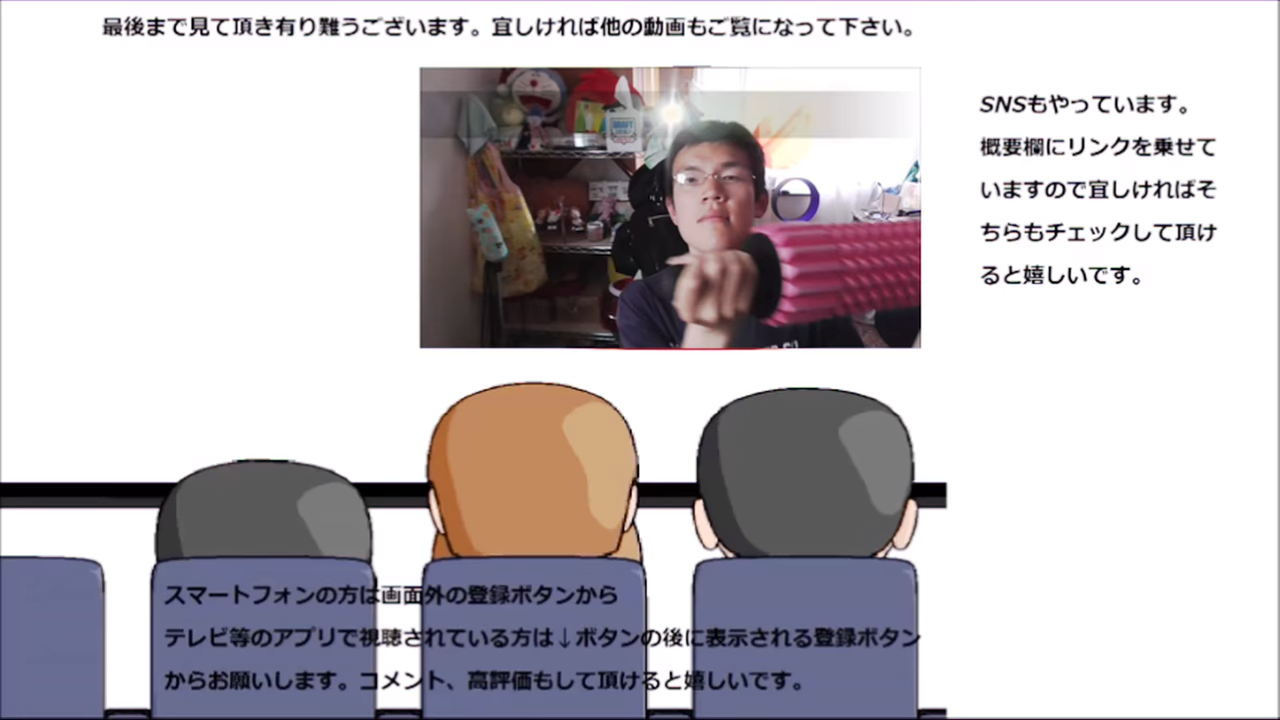 最後まで見て頂き有り難うございます。宜しければ他の動画もご覧になって下さい。
SNSもやっています。
概要欄にリンクを乗せて
いますので宜しければそ
ちらもチェックして頂け
ると嬉しいです。
スマートフォンの方は画面外の登録ボタンから
テレビ等のアプリで視聴されている方は↓ボタンの後に表示される登録ボタン
からお願いします。コメント、高評価もして頂けると嬉しいです。